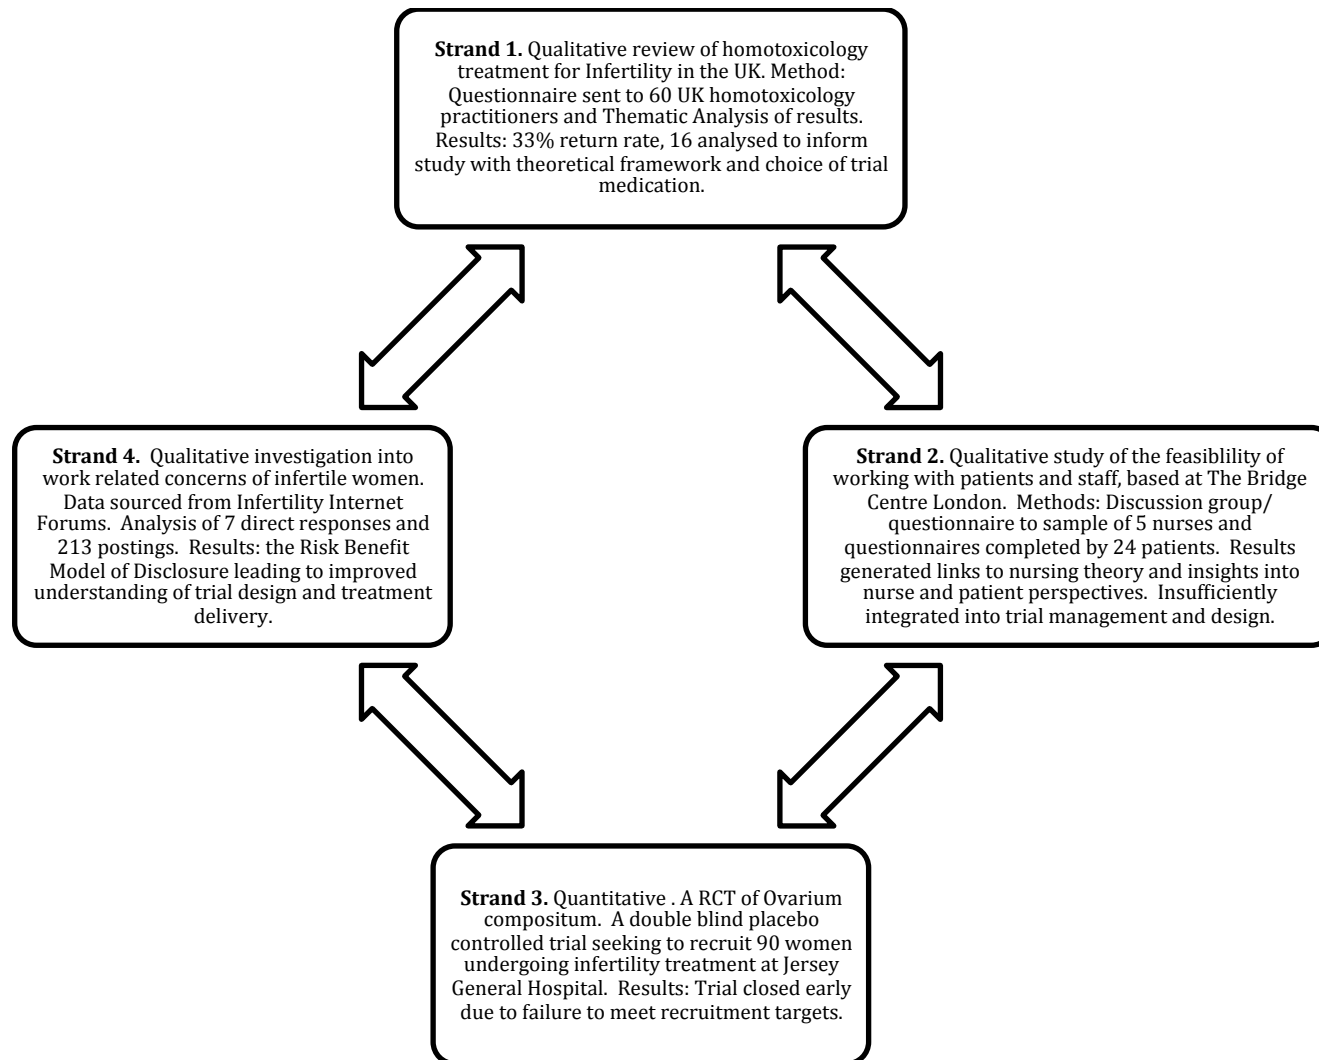 Strand 1. Qualitative review of homotoxicology
treatment for Infertility in the UK. Method:
Questionnaire sent to 60 UK homotoxicology
practitioners and Thematic Analysis of results.
Results: 33% return rate, 16 analysed to inform
study with theoretical framework and choice of trial
medication.
Strand 4.  Qualitative investigation into
work related concerns of infertile women.
Data sourced from Infertility Internet
Forums.  Analysis of 7 direct responses and
213 postings.  Results: the Risk Benefit
Model of Disclosure leading to improved
understanding of trial design and treatment
delivery.
Strand 2. Qualitative study of the feasiblility of
working with patients and staff, based at The Bridge
Centre London.  Methods: Discussion group/
questionnaire to sample of 5 nurses and
questionnaires completed by 24 patients.  Results
generated links to nursing theory and insights into
nurse and patient perspectives.  Insufficiently
integrated into trial management and design.
Strand 3. Quantitative . A RCT of Ovarium
compositum.  A double blind placebo
controlled trial seeking to recruit 90 women
undergoing infertility treatment at Jersey
General Hospital.  Results: Trial closed early
due to failure to meet recruitment targets.